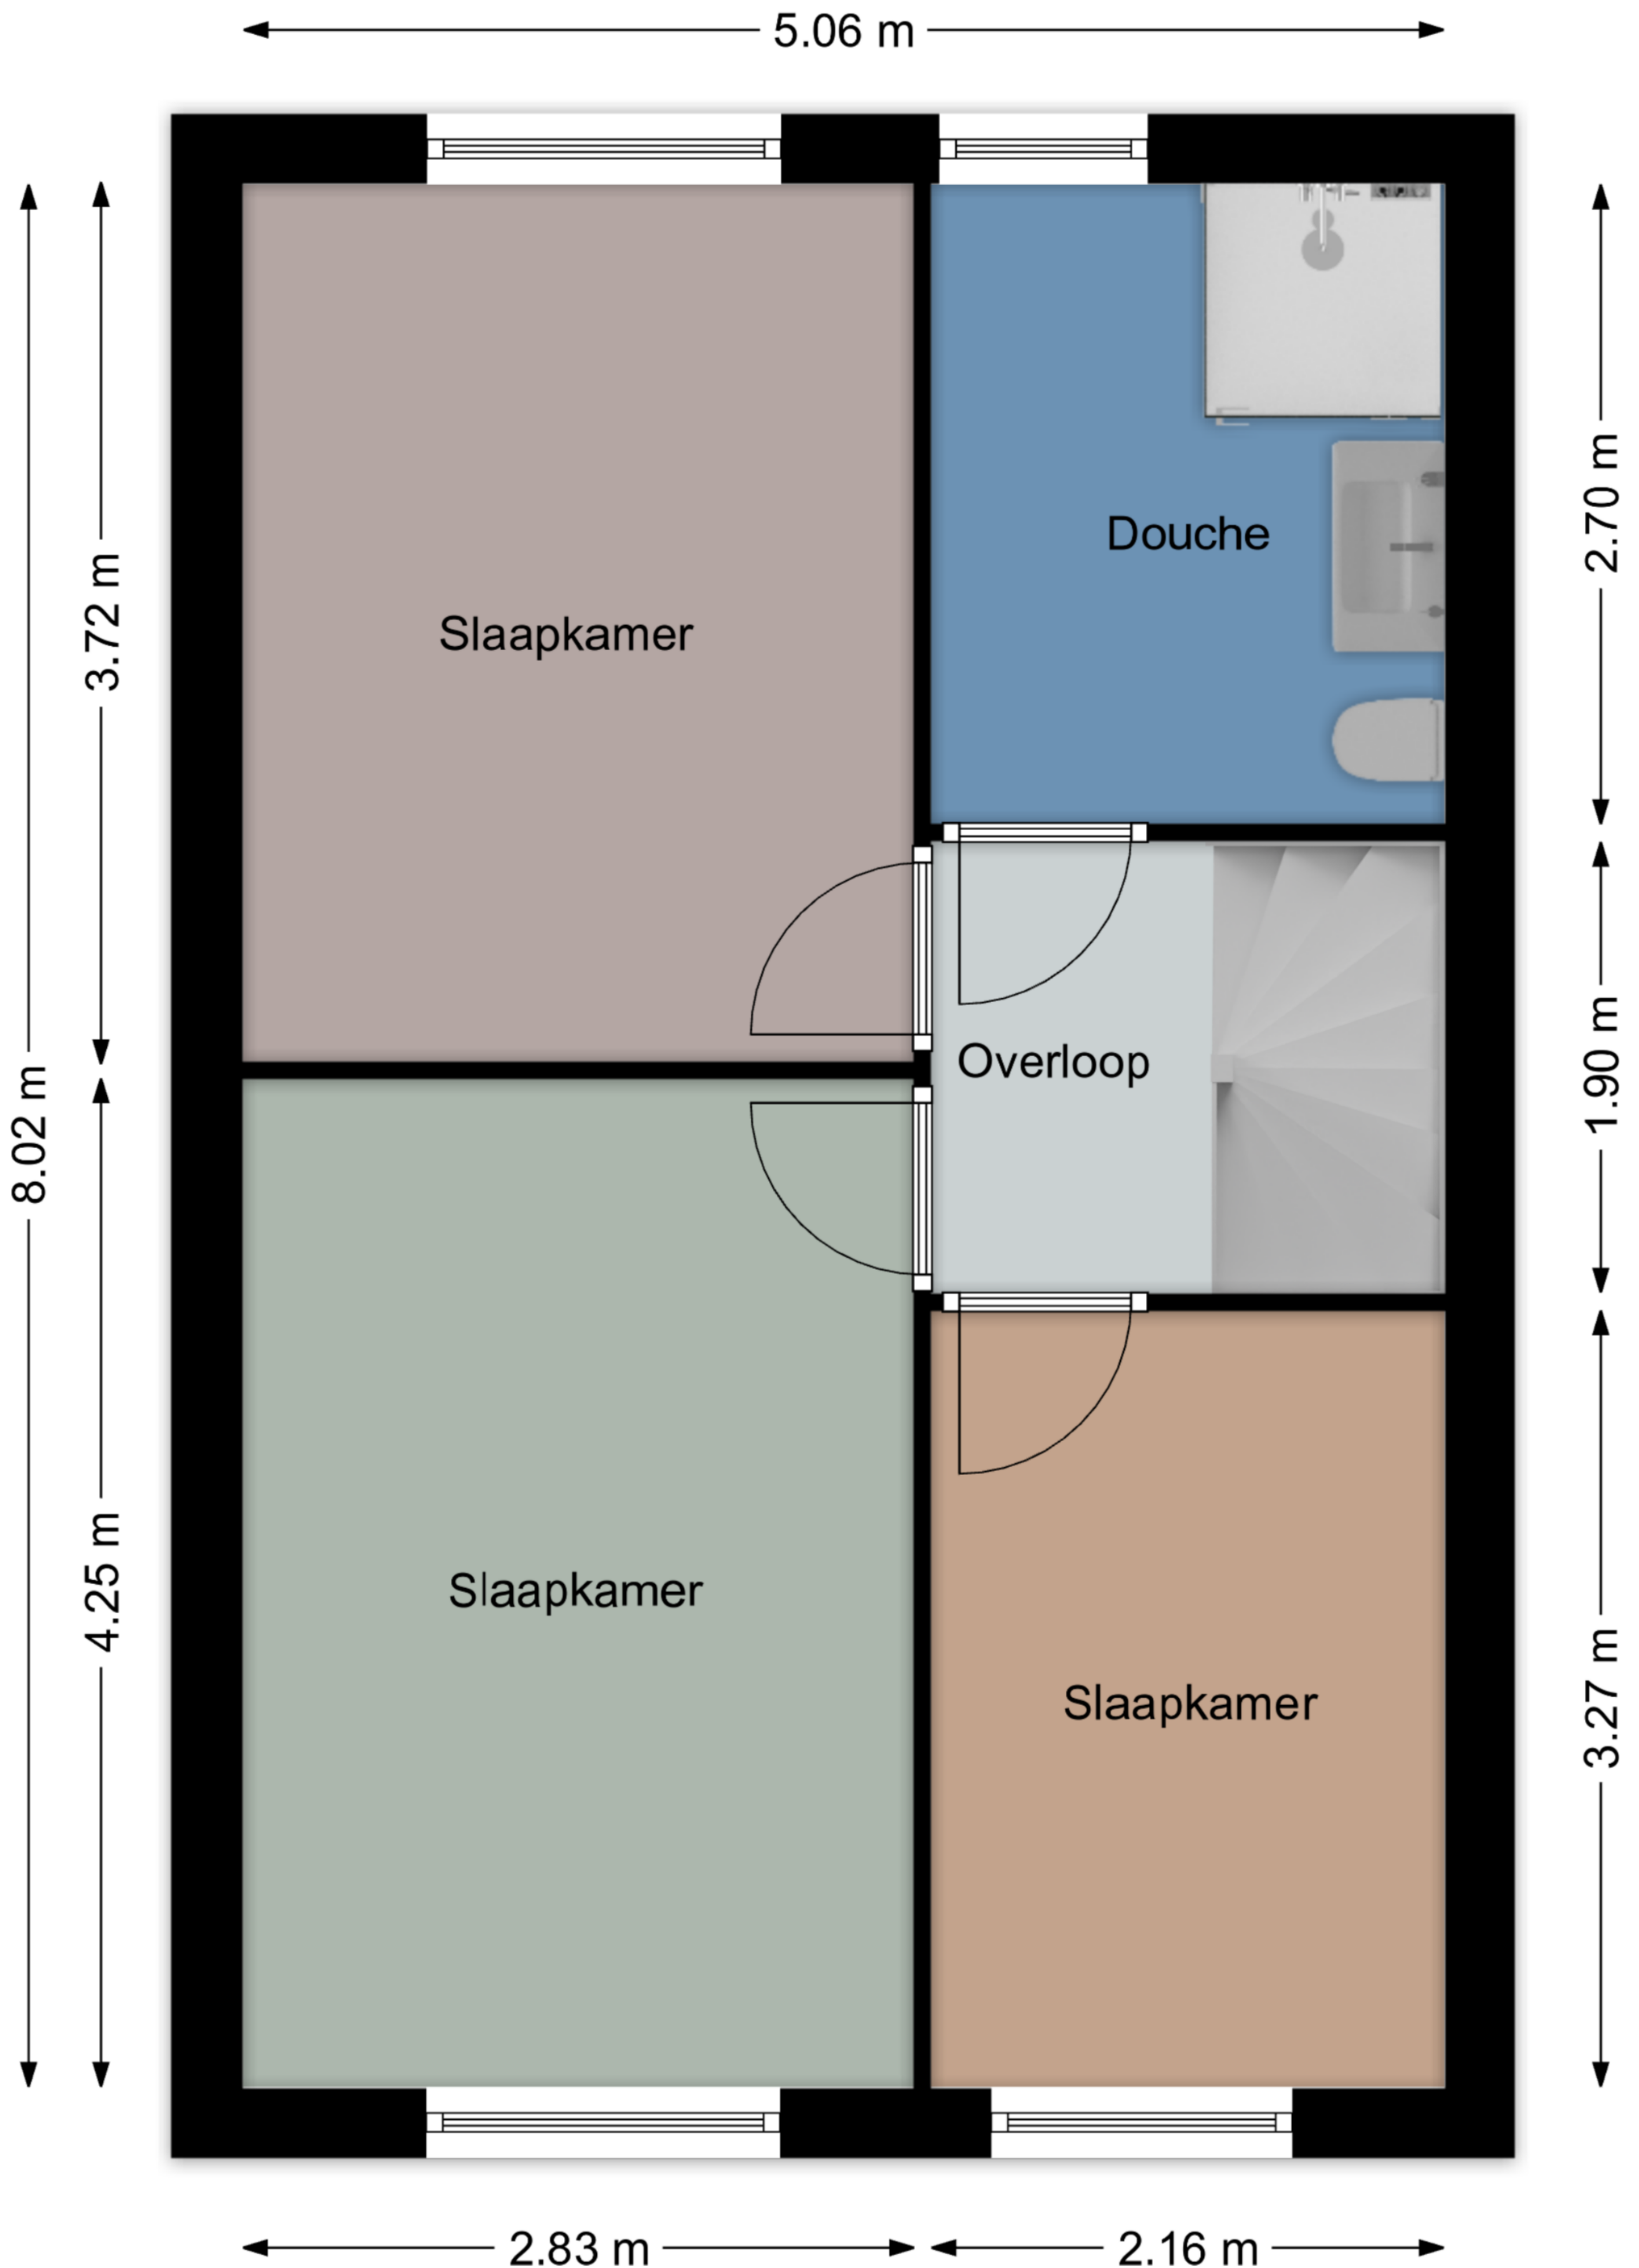 5.06 m
Douche
2.70 m
3.72 m
Slaapkamer
8.02 m
Overloop
1.90 m
4.25 m
Slaapkamer
Slaapkamer
3.27 m
2.83 m
2.16 m